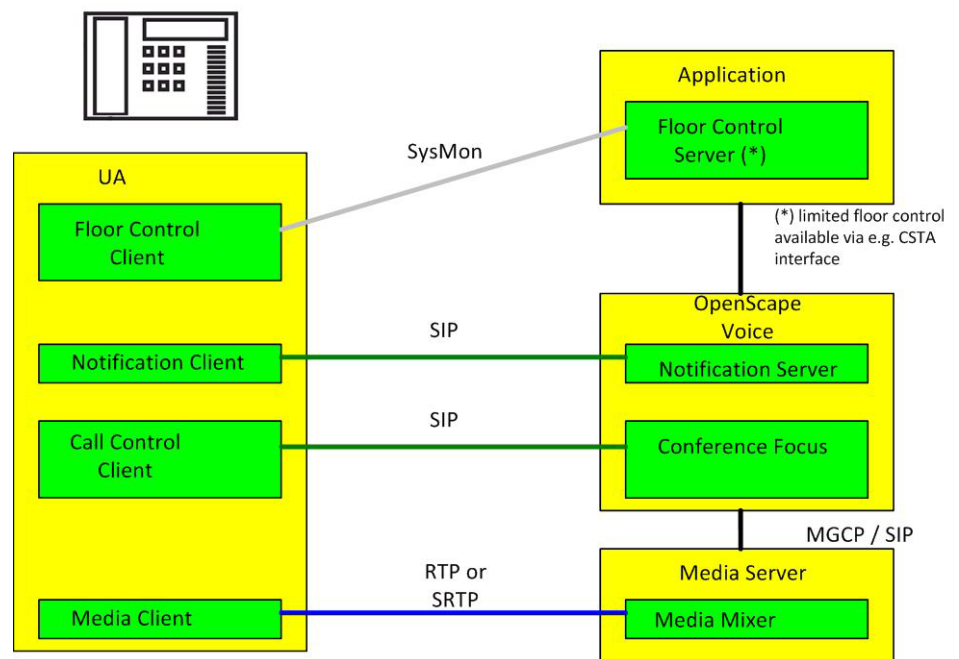 Application
Floor Control
Server (*)
SysMon
UA
Floor Control
Client
(*) limited floor control
available via e.g. CSTA
interface
OpenScape
Voice
SIP
Notification Client
Notification Server
SIP
Call Control
Client
Conference Focus
MGCP / SIP
RTP or
SRTP
Media Server
Media Client
Media Mixer